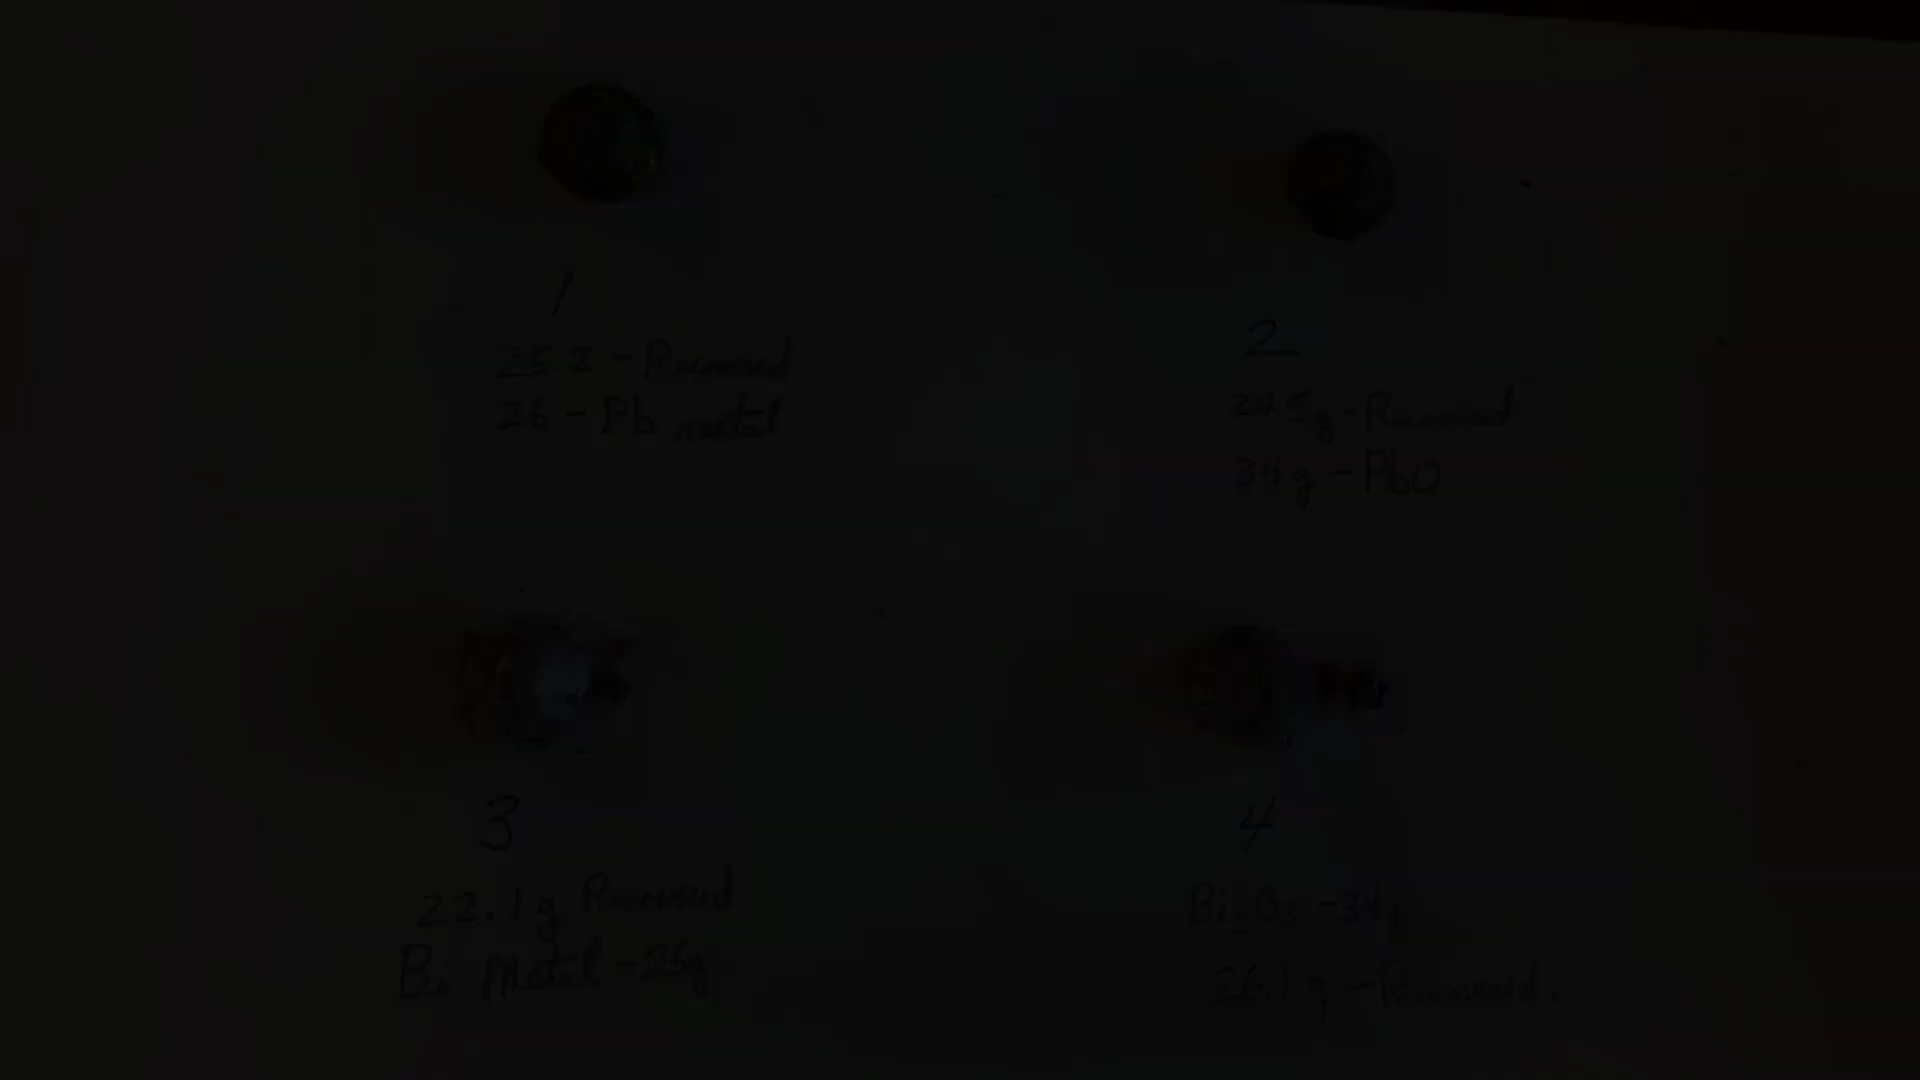 1
25.2 - Recovered
26 - Pb metal
2
24.5g - Recovered
34g - PbO
3
22.1g Recovered
Bi Metal - 26g
4
Bi2O3 - 34g
26.1g - Recovered.